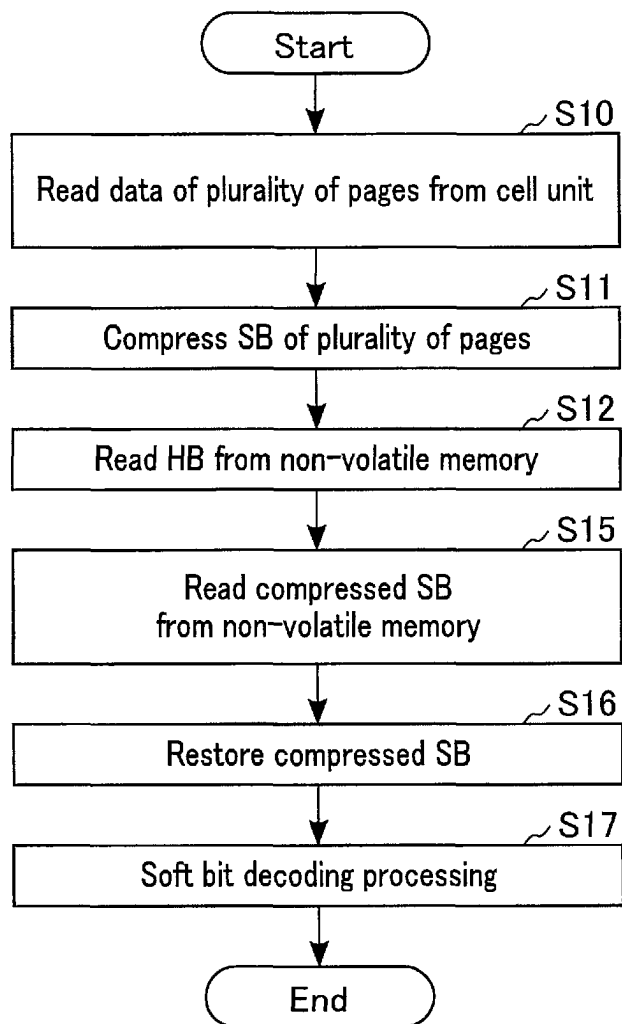 Start
S10
Read data of plurality of pages from cell unit
S11
Compress SB of plurality of pages
S12
Read HB from non-volatile memory
S15
Read compressed SB
from non-volatile memory
S16
Restore compressed SB
S17
Soft bit decoding processing
End